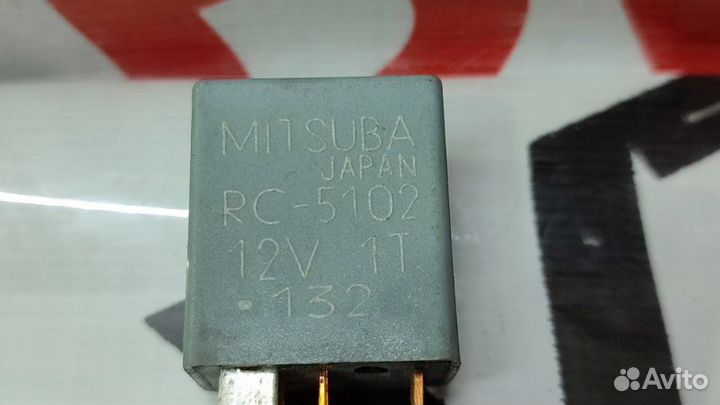 MITSUBA
JAPAN
RC-5102
12V 1T
·132
Avito